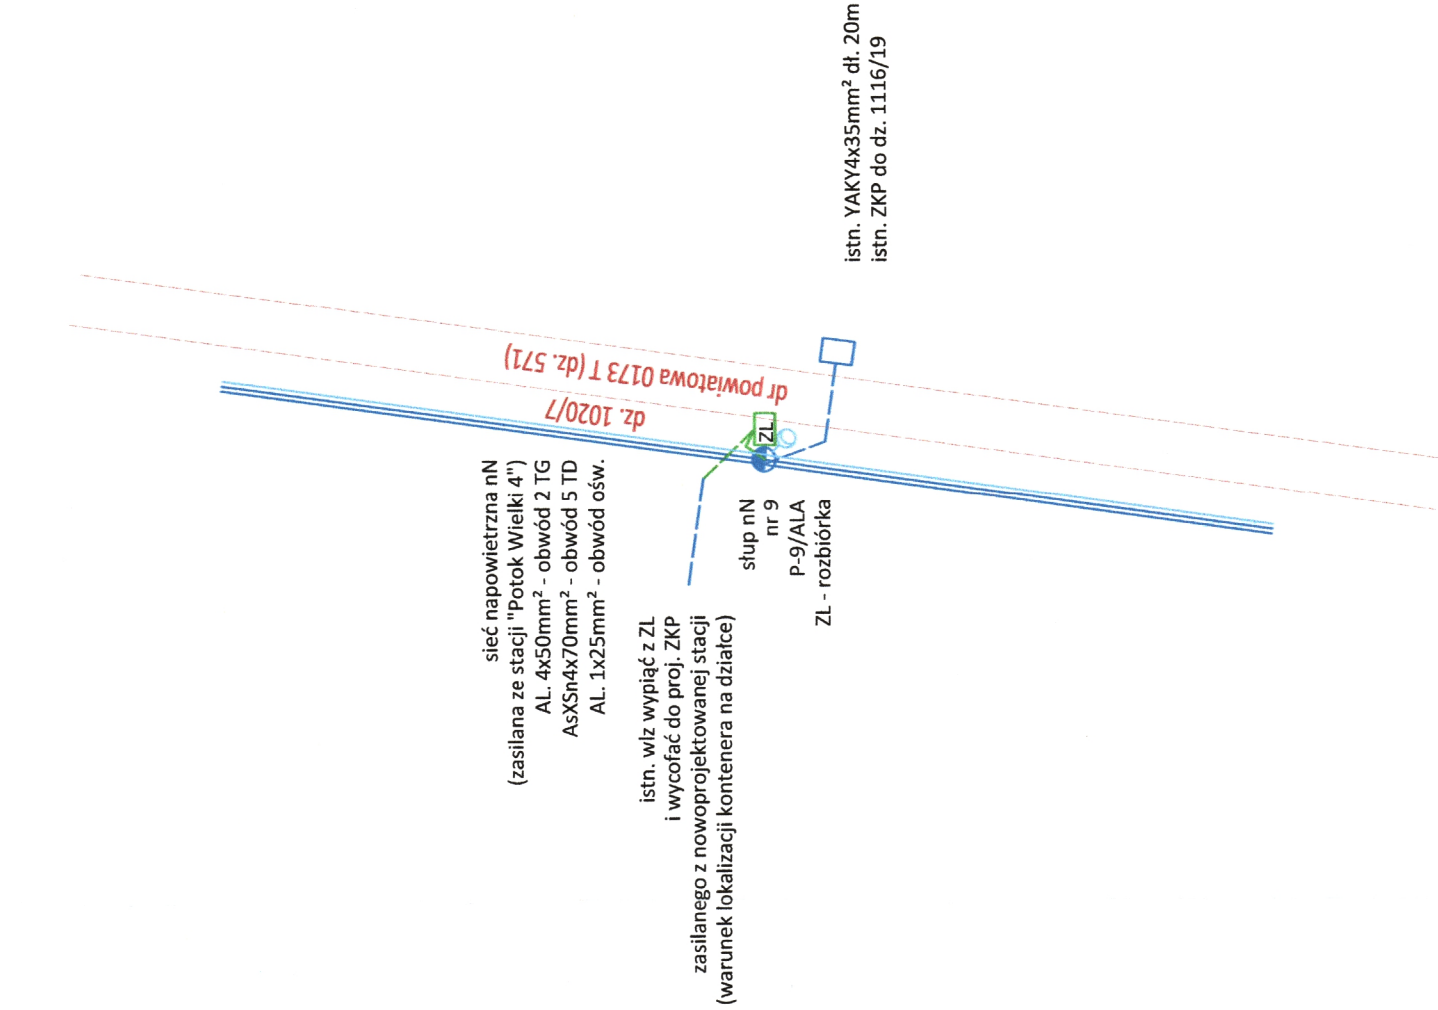 istn. YAKY4x35mm² dł. 20m
istn. ZKP do dz. 1116/19
dr powiatowa 0173 T (dz. 571)
dz. 1020/7
ZL
sieć napowietrzna nN
(zasilana ze stacji "Potok Wielki 4")
AL. 4x50mm² - obwód 2 TG
AsXSn4x70mm² - obwód 5 TD
AL. 1x25mm² - obwód ośw.
słup nN
nr 9
P-9/ALA
ZL - rozbiórka
istn. wlz wypiąć z ZL
i wycofać do proj. ZKP
zasilanego z nowoprojektowanej stacji
(warunek lokalizacji kontenera na działce)